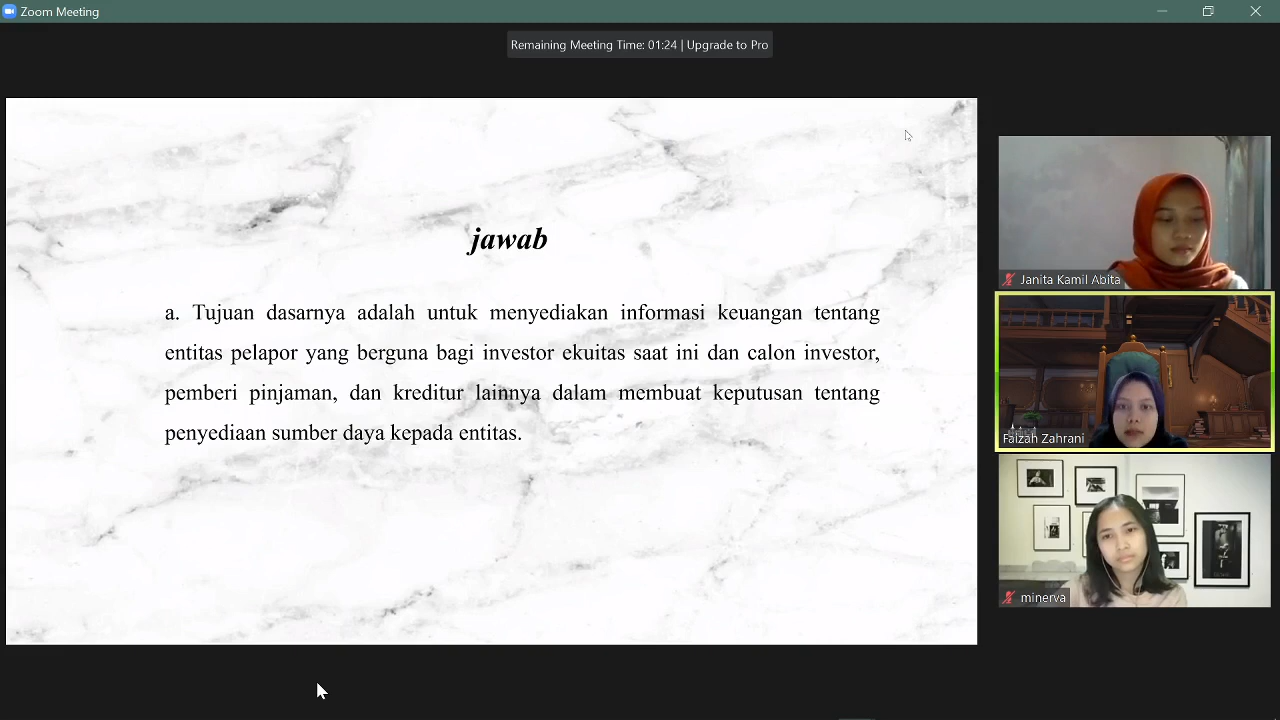 Zoom Meeting
Remaining Meeting Time: 01:24 | Upgrade to Pro
jawab
a. Tujuan dasarnya adalah untuk menyediakan informasi keuangan tentang
entitas pelapor yang berguna bagi investor ekuitas saat ini dan calon investor,
pemberi pinjaman, dan kreditur lainnya dalam membuat keputusan tentang
penyediaan sumber daya kepada entitas.
Janita Kamil Abita
Faizah Zahrani
minerva